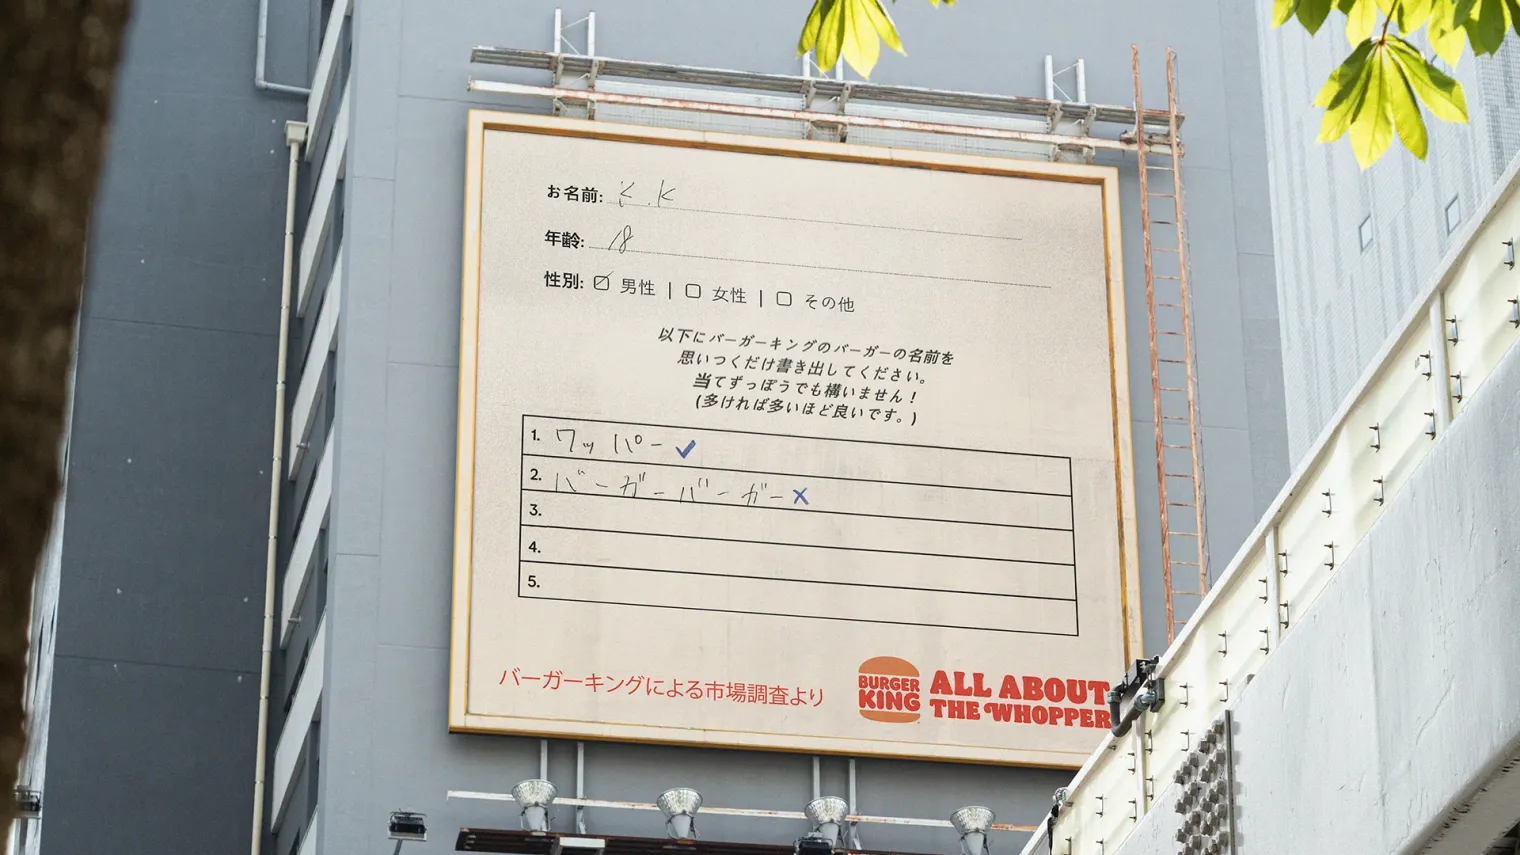 お名前: K.K
年齢: 18
性別: ☑ 男性 | ☐ 女性 | ☐ その他
以下にバーガーキングのバーガーの名前を
思いつくだけ書き出してください。
当てずっぽうでも構いません!
(多ければ多いほど良いです。)
1. ワッパー ✓
2. バーガーバーガー ×
3.
4.
5.
バーガーキングによる市場調査より
BURGER
KING
ALL ABOUT
THE WHOPPER